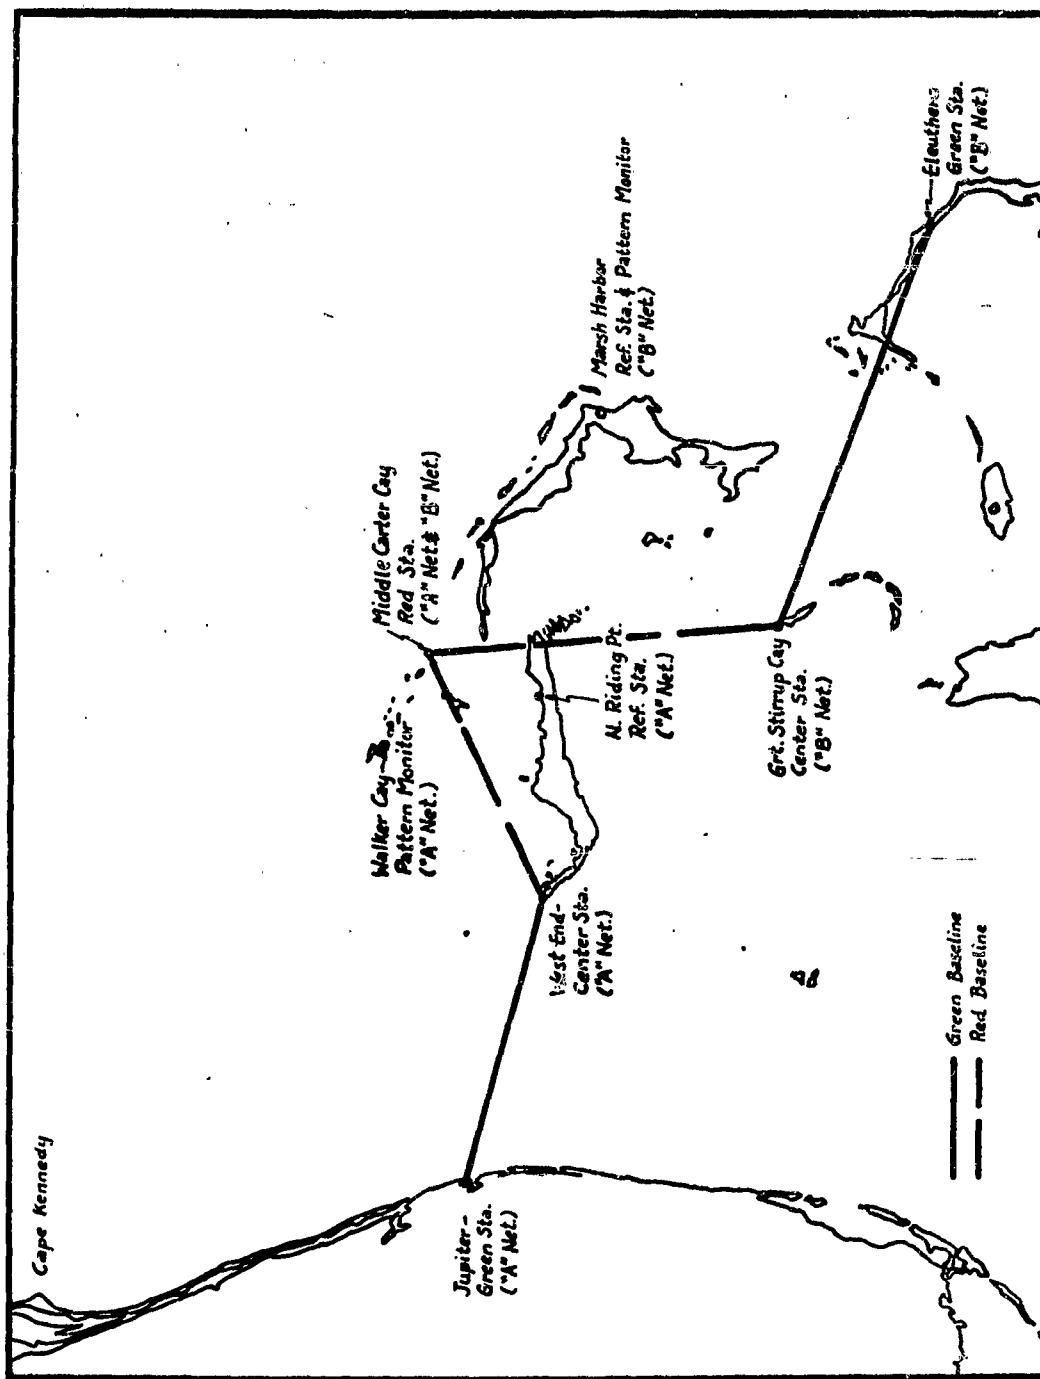 Cape Kennedy
Jupiter-
Green Sta.
("A" Net.)
Walker Cay
Pattern Monitor
("A" Net.)
West End-
Center Sta.
("A" Net.)
Middle Carter Cay
Red Sta.
("A" Net & "B" Net.)
N. Riding Pt.
Ref. Sta.
("A" Net.)
Marsh Harbor
Ref. Sta. & Pattern Monitor
("B" Net.)
Grt. Stirrup Cay
Center Sta.
("B" Net.)
Eleuthera
Green Sta.
("B" Net.)
Green Baseline
Red Baseline